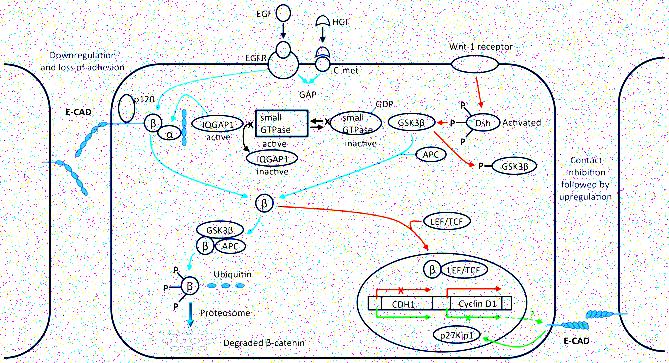 EGF
HGF
Downregulation
and loss of adhesion
EGFR
C-met
Wnt-1 receptor
GAP
E-CAD
p120
GDP
β
α
IQGAP1
active
X
small
GTPase
active
X
small
GTPase
inactive
GSK3β
P
P
P
Dsh
Activated
IQGAP1
inactive
APC
P
GSK3β
Contact
inhibition
followed by
upregulation
β
GSK3β
β
APC
LEF/TCF
P
P
P
β
Ubiquitin
Proteosome
β
LEF/TCF
X
CDH1
Cyclin D1
X
?
p27Kip1
Degraded β-catenin
E-CAD